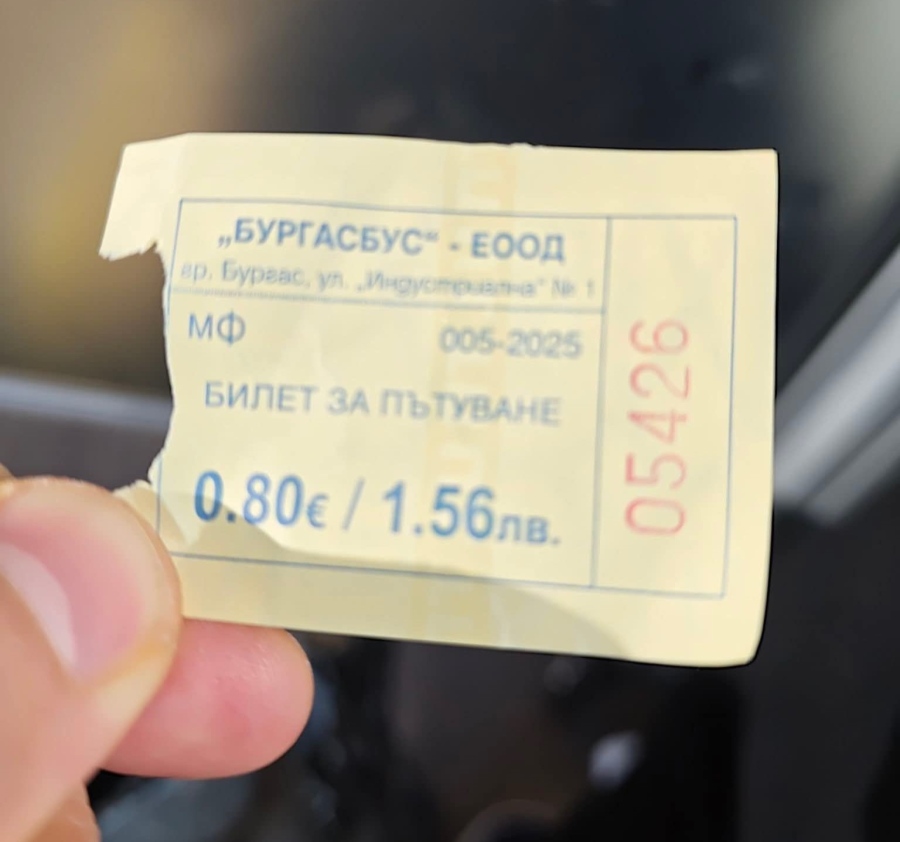 „БУРГАСБУС“ - ЕООД
гр. Бургас, ул. „Индустриална“ № 1
МФ 005-2025
БИЛЕТ ЗА ПЪТУВАНЕ
0.80€ / 1.56лв.
05426